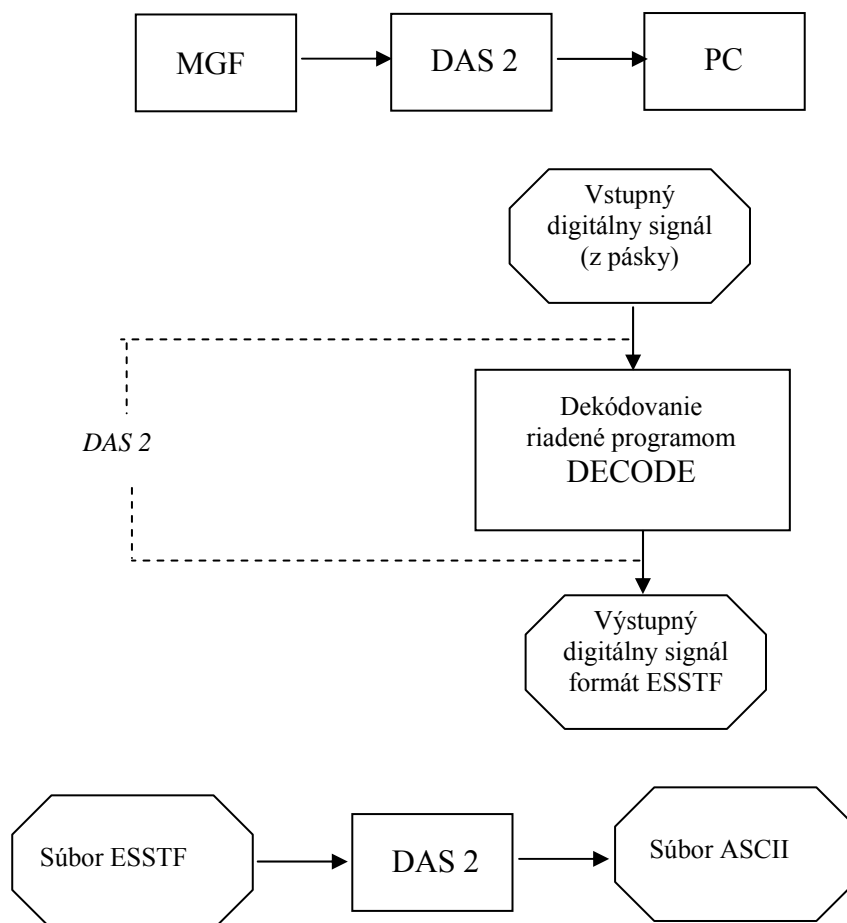 MGF
DAS 2
PC
Vstupný
digitálny signál
(z pásky)
Dekódovanie
riadené programom
DECODE
DAS 2
Výstupný
digitálny signál
formát ESSTF
Súbor ESSTF
DAS 2
Súbor ASCII